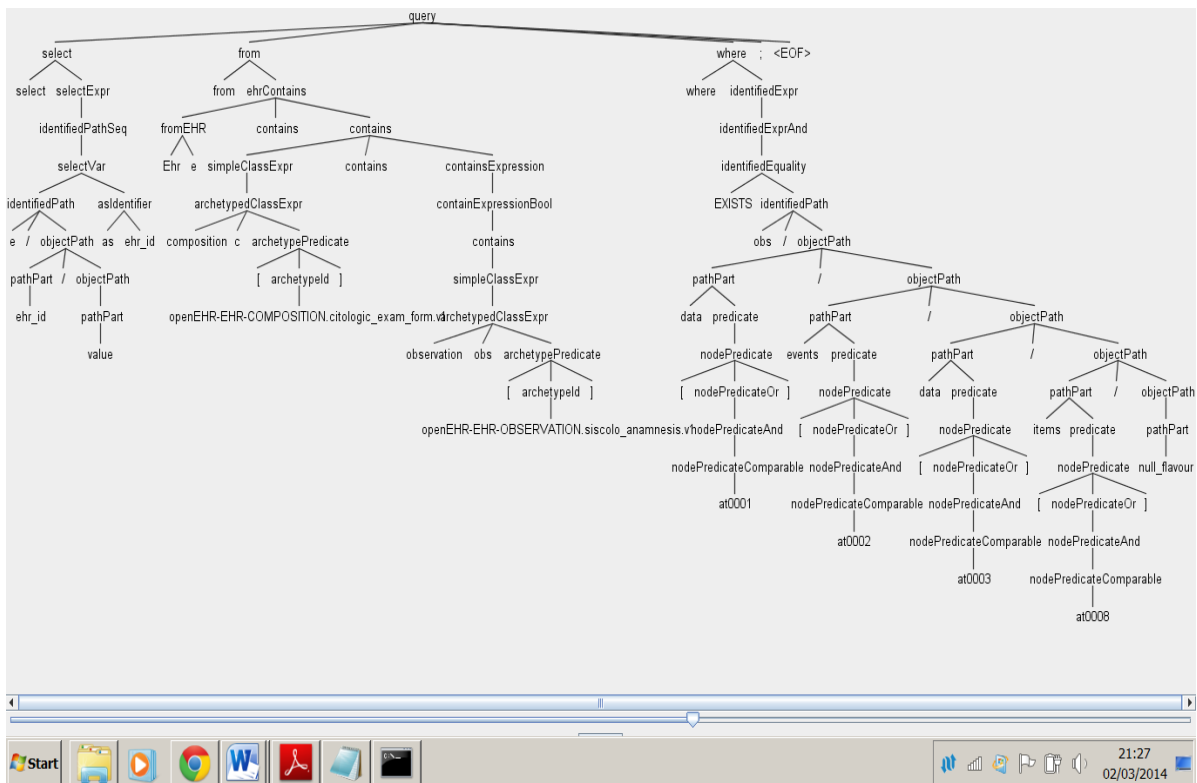 query
select from where ; <EOF>
select selectExpr from ehrContains where identifiedExpr
identifiedPathSeq fromEHR contains contains identifiedExprAnd
selectVar Ehr e simpleClassExpr contains containsExpression identifiedEquality
identifiedPath asIdentifier archetypedClassExpr containExpressionBool EXISTS identifiedPath
e / objectPath as ehr_id composition c archetypePredicate contains obs / objectPath
pathPart / objectPath [ archetypeId ] simpleClassExpr pathPart / objectPath
ehr_id pathPart openEHR-EHR-COMPOSITION.citologic_exam_form.v1 archetypedClassExpr data predicate pathPart / objectPath
value observation obs archetypePredicate nodePredicate events predicate pathPart / objectPath
[ archetypeId ] [ nodePredicateOr ] nodePredicate data predicate pathPart / objectPath
openEHR-EHR-OBSERVATION.siscolo_anamnesis.v1 nodePredicateAnd [ nodePredicateOr ] nodePredicate items predicate pathPart
nodePredicateComparable nodePredicateAnd [ nodePredicateOr ] nodePredicate null_flavour
at0001 nodePredicateComparable nodePredicateAnd [ nodePredicateOr ]
at0002 nodePredicateComparable nodePredicateAnd
at0003 nodePredicateComparable
at0008
Start
21:27
02/03/2014